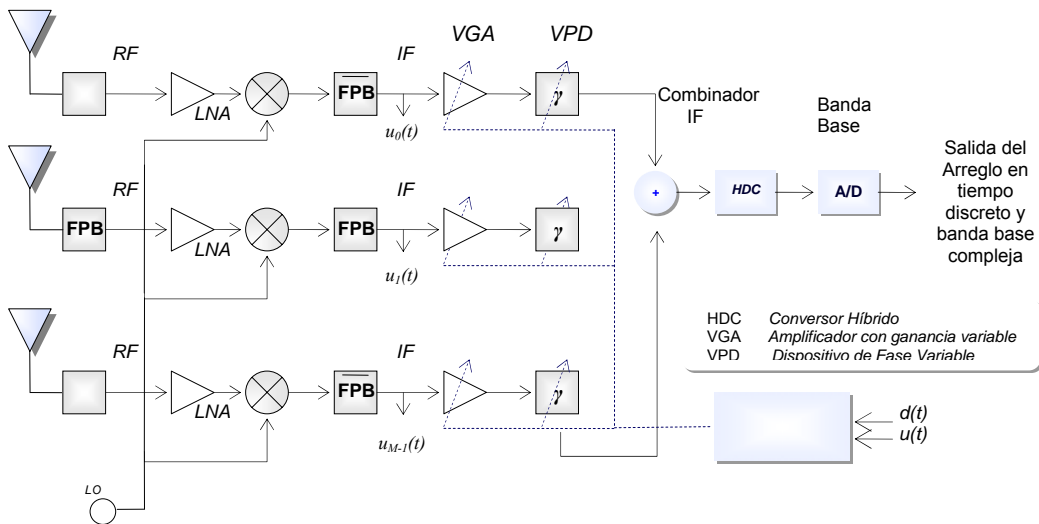 VGA VPD
RF IF
Combinador
IF
Banda
Base
LNA
FPB
γ
u0(t)
Salida del
Arreglo en
tiempo
discreto y
banda base
compleja
RF IF
+
HDC
A/D
FPB
LNA
FPB
γ
u1(t)
HDC Conversor Híbrido
VGA Amplificador con ganancia variable
VPD Dispositivo de Fase Variable
RF IF
LNA
FPB
γ
uM-1(t)
d(t)
u(t)
LO